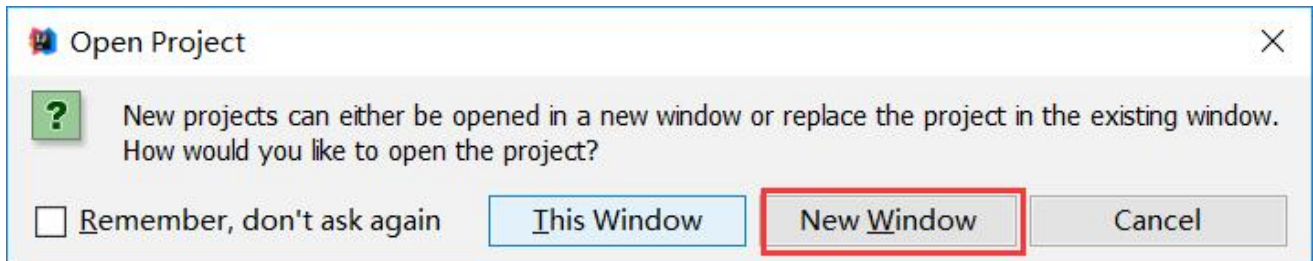 Open Project
New projects can either be opened in a new window or replace the project in the existing window.
How would you like to open the project?
Remember, don't ask again This Window New Window Cancel